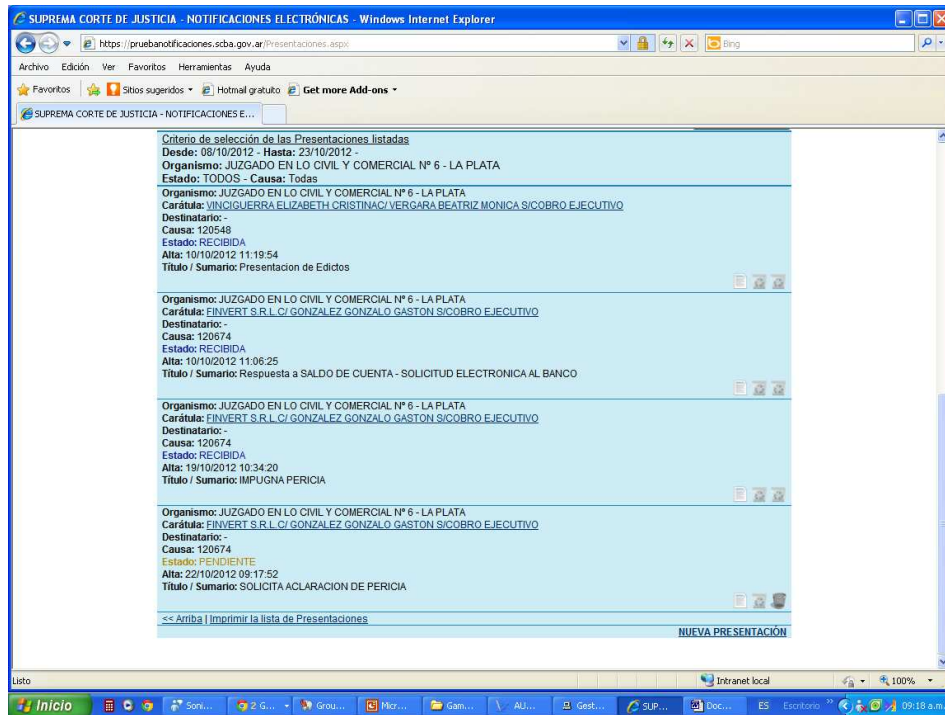 SUPREMA CORTE DE JUSTICIA - NOTIFICACIONES ELECTRÓNICAS - Windows Internet Explorer
https://pruebanotificaciones.scba.gov.ar/Presentaciones.aspx
Bing
Archivo Edición Ver Favoritos Herramientas Ayuda
Favoritos Sitios sugeridos Hotmail gratuito Get more Add-ons
SUPREMA CORTE DE JUSTICIA - NOTIFICACIONES E...
Criterio de selección de las Presentaciones listadas
Desde: 08/10/2012 - Hasta: 23/10/2012 -
Organismo: JUZGADO EN LO CIVIL Y COMERCIAL Nº 6 - LA PLATA
Estado: TODOS - Causa: Todas
Organismo: JUZGADO EN LO CIVIL Y COMERCIAL Nº 6 - LA PLATA
Carátula: VINCIGUERRA ELIZABETH CRISTINAC/ VERGARA BEATRIZ MONICA S/COBRO EJECUTIVO
Destinatario: -
Causa: 120548
Estado: RECIBIDA
Alta: 10/10/2012 11:19:54
Título / Sumario: Presentacion de Edictos
Organismo: JUZGADO EN LO CIVIL Y COMERCIAL Nº 6 - LA PLATA
Carátula: FINVERT S.R.L.C/ GONZALEZ GONZALO GASTON S/COBRO EJECUTIVO
Destinatario: -
Causa: 120674
Estado: RECIBIDA
Alta: 10/10/2012 11:06:25
Título / Sumario: Respuesta a SALDO DE CUENTA - SOLICITUD ELECTRONICA AL BANCO
Organismo: JUZGADO EN LO CIVIL Y COMERCIAL Nº 6 - LA PLATA
Carátula: FINVERT S.R.L.C/ GONZALEZ GONZALO GASTON S/COBRO EJECUTIVO
Destinatario: -
Causa: 120674
Estado: RECIBIDA
Alta: 19/10/2012 10:34:20
Título / Sumario: IMPUGNA PERICIA
Organismo: JUZGADO EN LO CIVIL Y COMERCIAL Nº 6 - LA PLATA
Carátula: FINVERT S.R.L.C/ GONZALEZ GONZALO GASTON S/COBRO EJECUTIVO
Destinatario: -
Causa: 120674
Estado: PENDIENTE
Alta: 22/10/2012 09:17:52
Título / Sumario: SOLICITA ACLARACION DE PERICIA
<< Arriba | Imprimir la lista de Presentaciones
NUEVA PRESENTACIÓN
Listo Intranet local 100%
Inicio Soni... 2 G... Grou... Micr... Gam... AU... Gest... SUP... Doc... ES Escritorio 09:18 a.m.